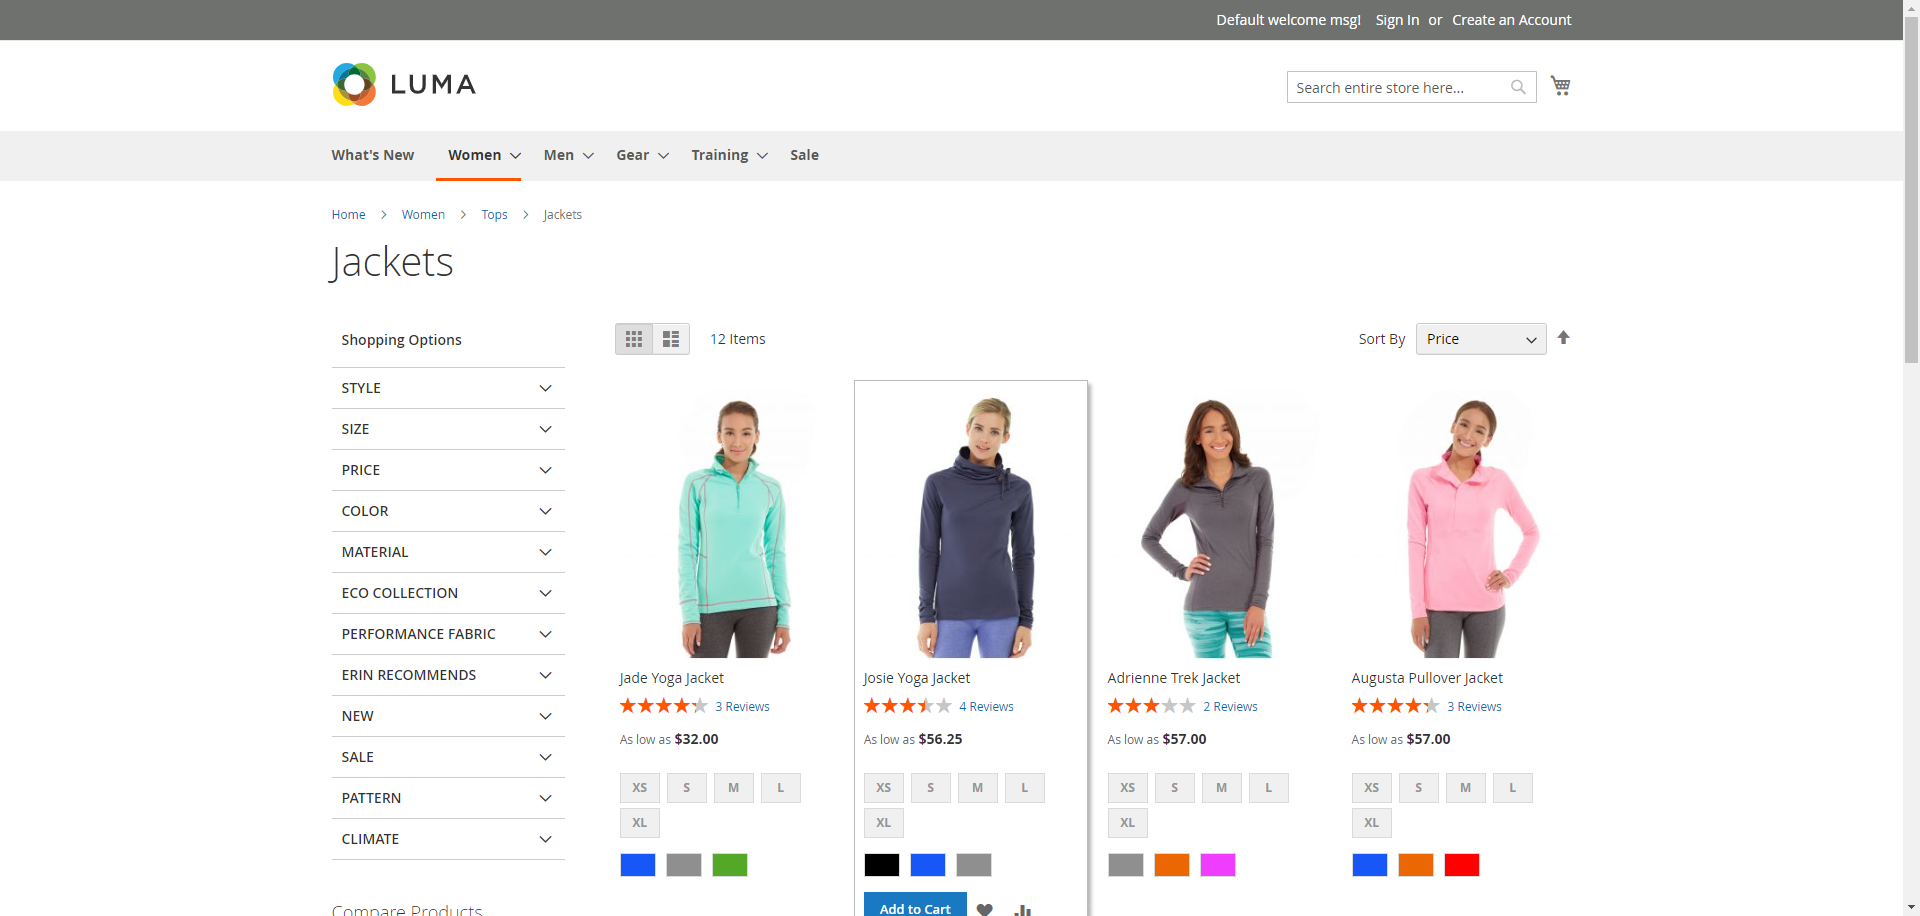 Default welcome msg! Sign In or Create an Account
LUMA
Search entire store here...
What's New Women Men Gear Training Sale
Home Women Tops Jackets
Jackets
Shopping Options
12 Items
Sort By Price
STYLE
SIZE
PRICE
COLOR
MATERIAL
ECO COLLECTION
PERFORMANCE FABRIC
ERIN RECOMMENDS
NEW
SALE
PATTERN
CLIMATE
Compare Products
Jade Yoga Jacket
3 Reviews
As low as $32.00
XS S M L
XL
Josie Yoga Jacket
4 Reviews
As low as $56.25
XS S M L
XL
Add to Cart
Adrienne Trek Jacket
2 Reviews
As low as $57.00
XS S M L
XL
Augusta Pullover Jacket
3 Reviews
As low as $57.00
XS S M L
XL